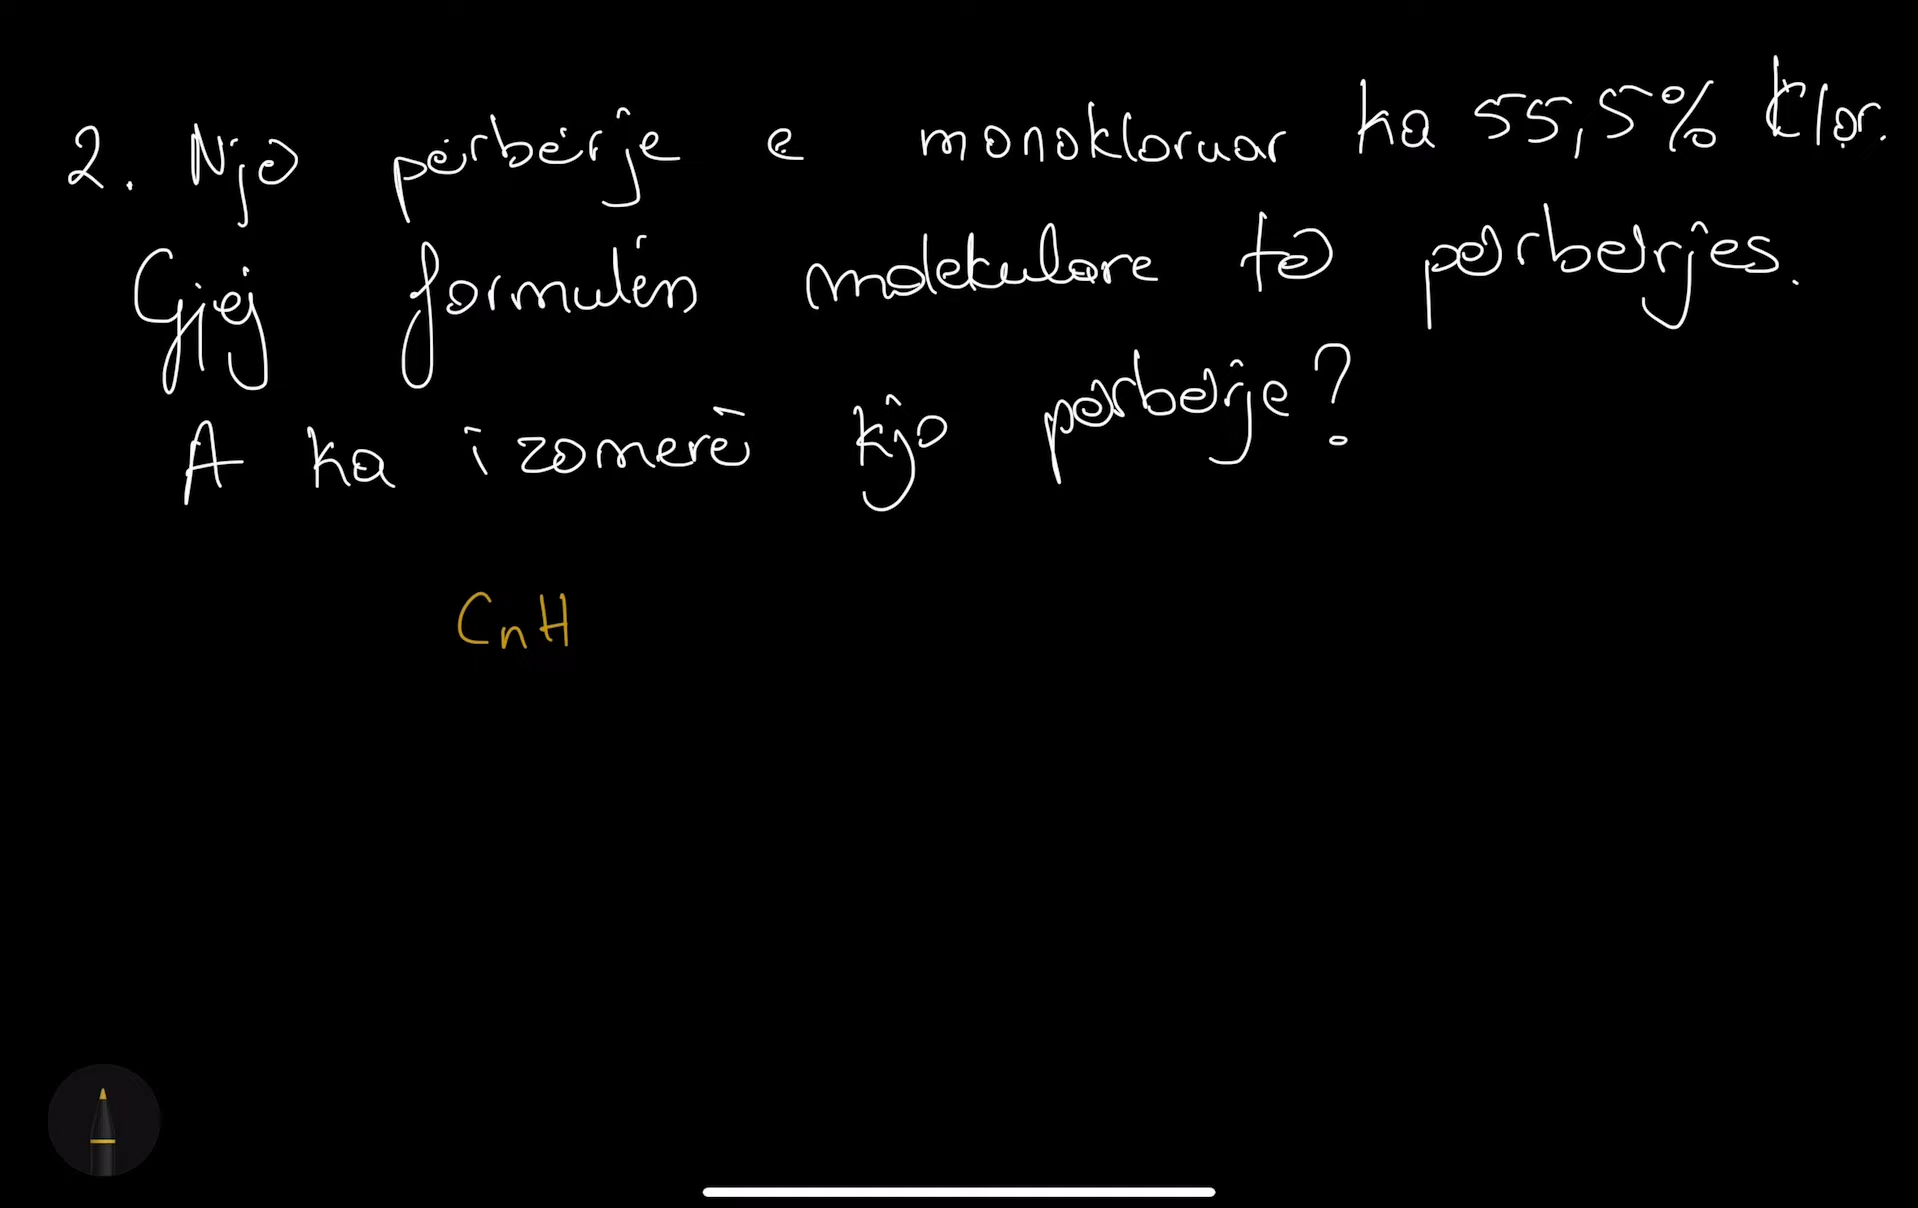 2. Një përbërje e monokloruar ka 55,5% klor.
Gjej formulën molekulare të përbërjes.
A ka izomerë kjo përbërje?
CnH